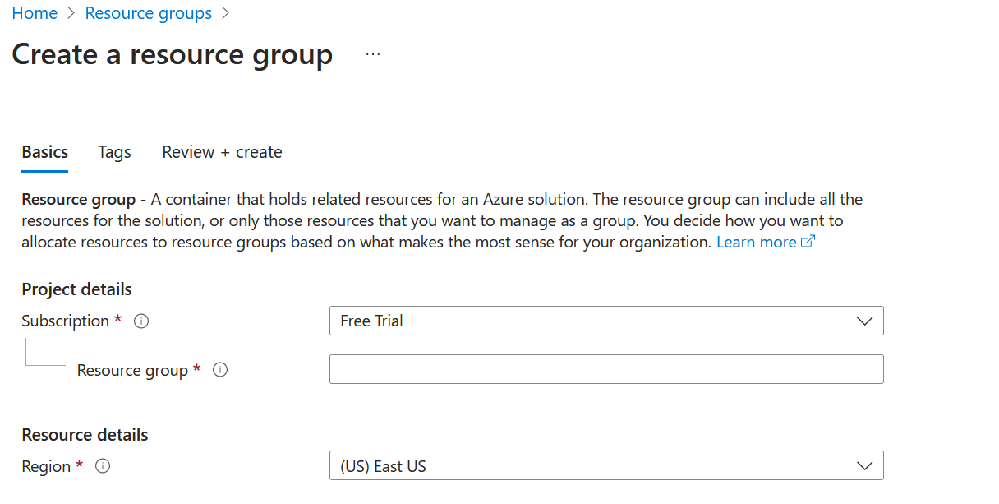 Home > Resource groups >
Create a resource group ...
Basics Tags Review + create
Resource group - A container that holds related resources for an Azure solution. The resource group can include all the
resources for the solution, or only those resources that you want to manage as a group. You decide how you want to
allocate resources to resource groups based on what makes the most sense for your organization. Learn more
Project details
Subscription * Free Trial
Resource group *
Resource details
Region * (US) East US